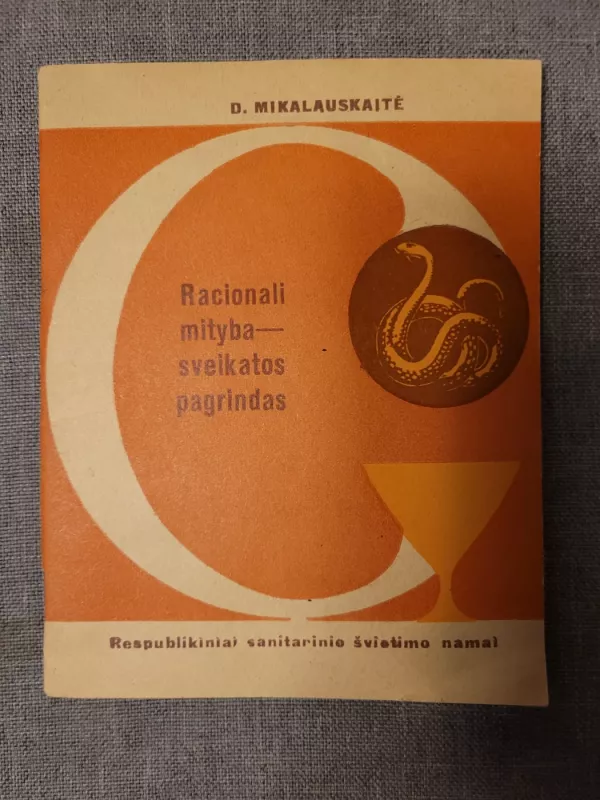 D. MIKALAUSKAITĖ
Racionali
mityba—
sveikatos
pagrindas
Respublikiniai sanitarinio švietimo namai